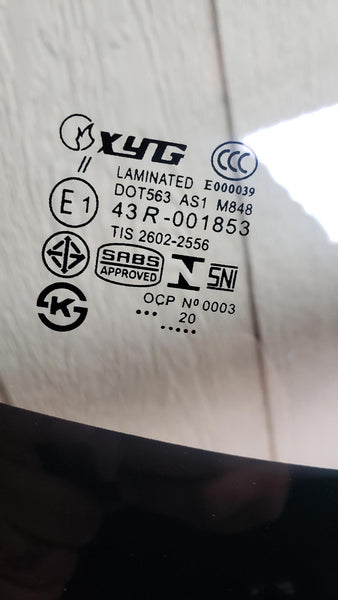 XYG
CCC
//
LAMINATED E000039
DOT563 AS1 M848
E1 43R-001853
TIS 2602-2556
SABS
APPROVED
SNI
K
OCP Nº 0003
... 20
.....